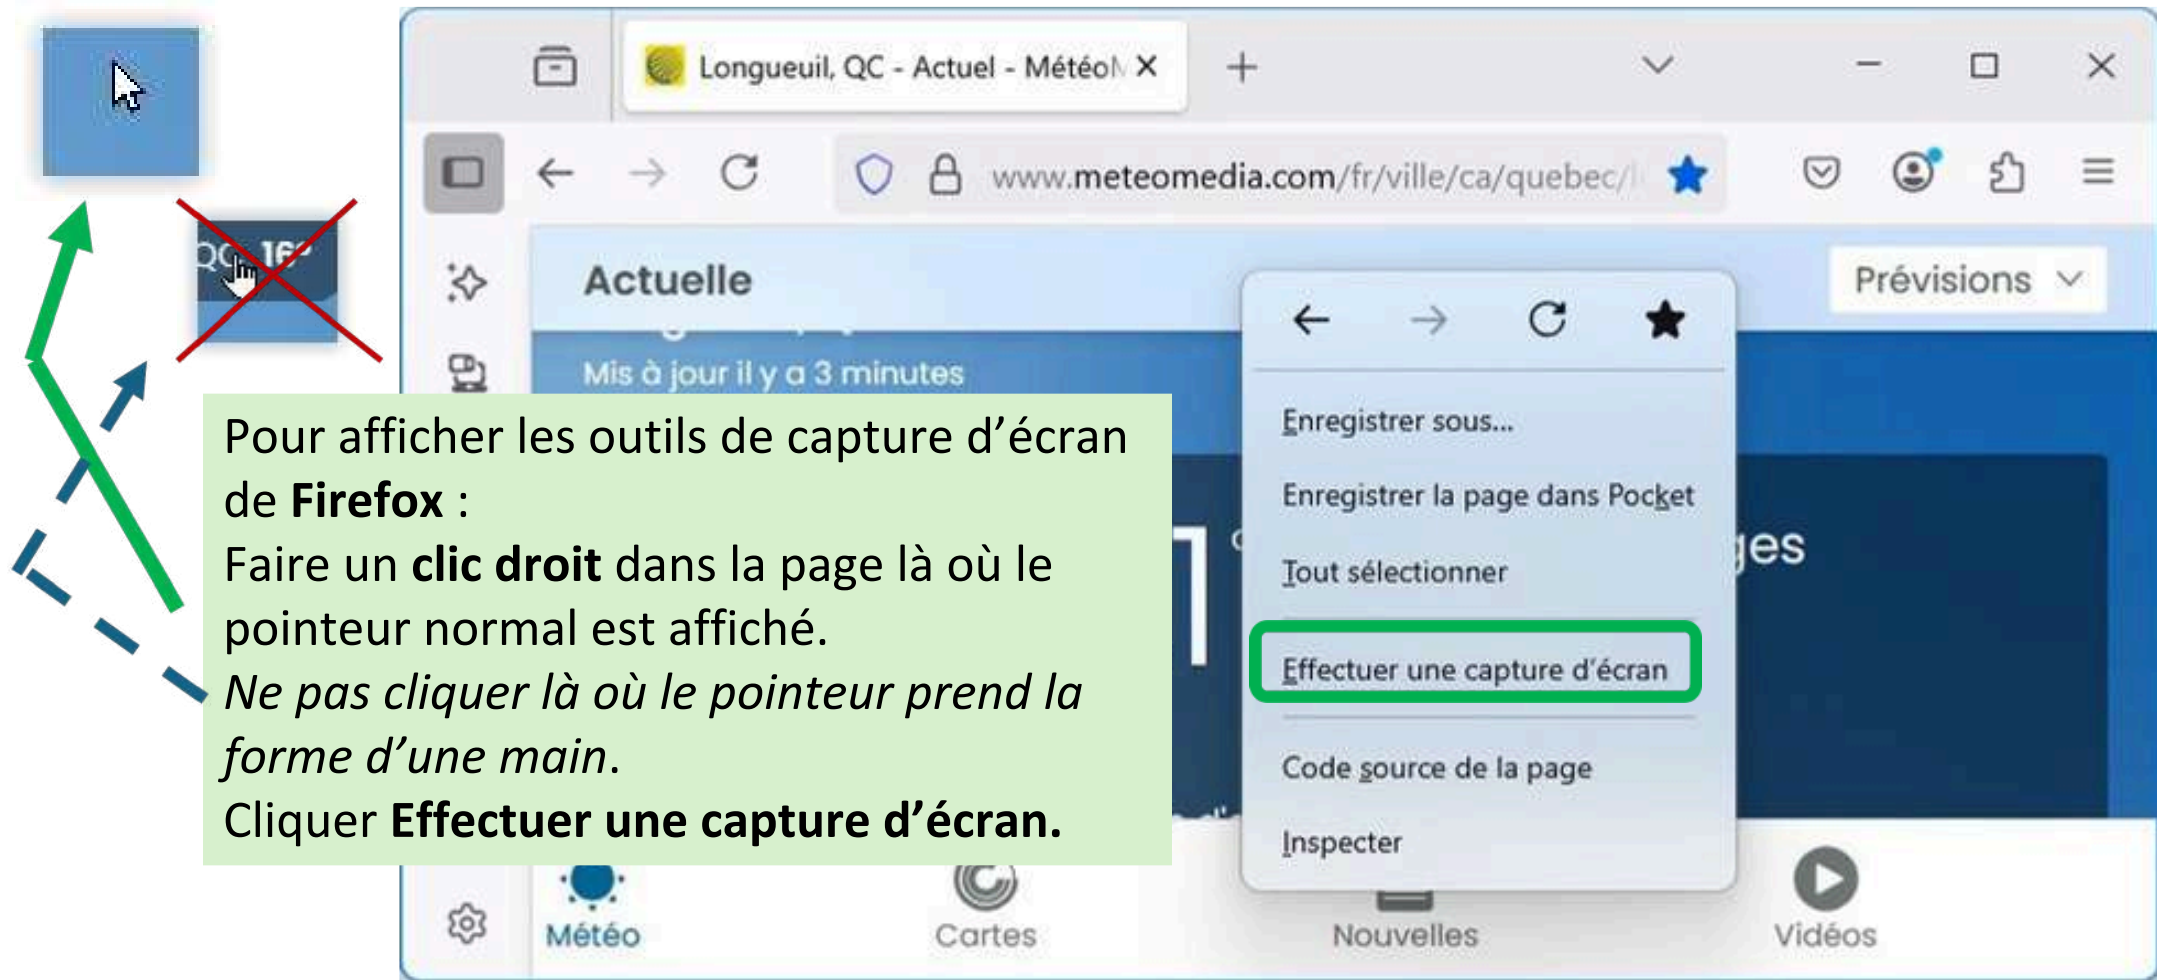 Longueuil, QC - Actuel - Météo
www.meteomedia.com/fr/ville/ca/quebec/
QC 16°
Actuelle
Prévisions
Mis à jour il y a 3 minutes
Pour afficher les outils de capture d’écran
de Firefox :
Faire un clic droit dans la page là où le
pointeur normal est affiché.
Ne pas cliquer là où le pointeur prend la
forme d’une main.
Cliquer Effectuer une capture d’écran.
Enregistrer sous...
Enregistrer la page dans Pocket
Tout sélectionner
Effectuer une capture d’écran
Code source de la page
Inspecter
ges
Météo
Cartes
Nouvelles
Vidéos